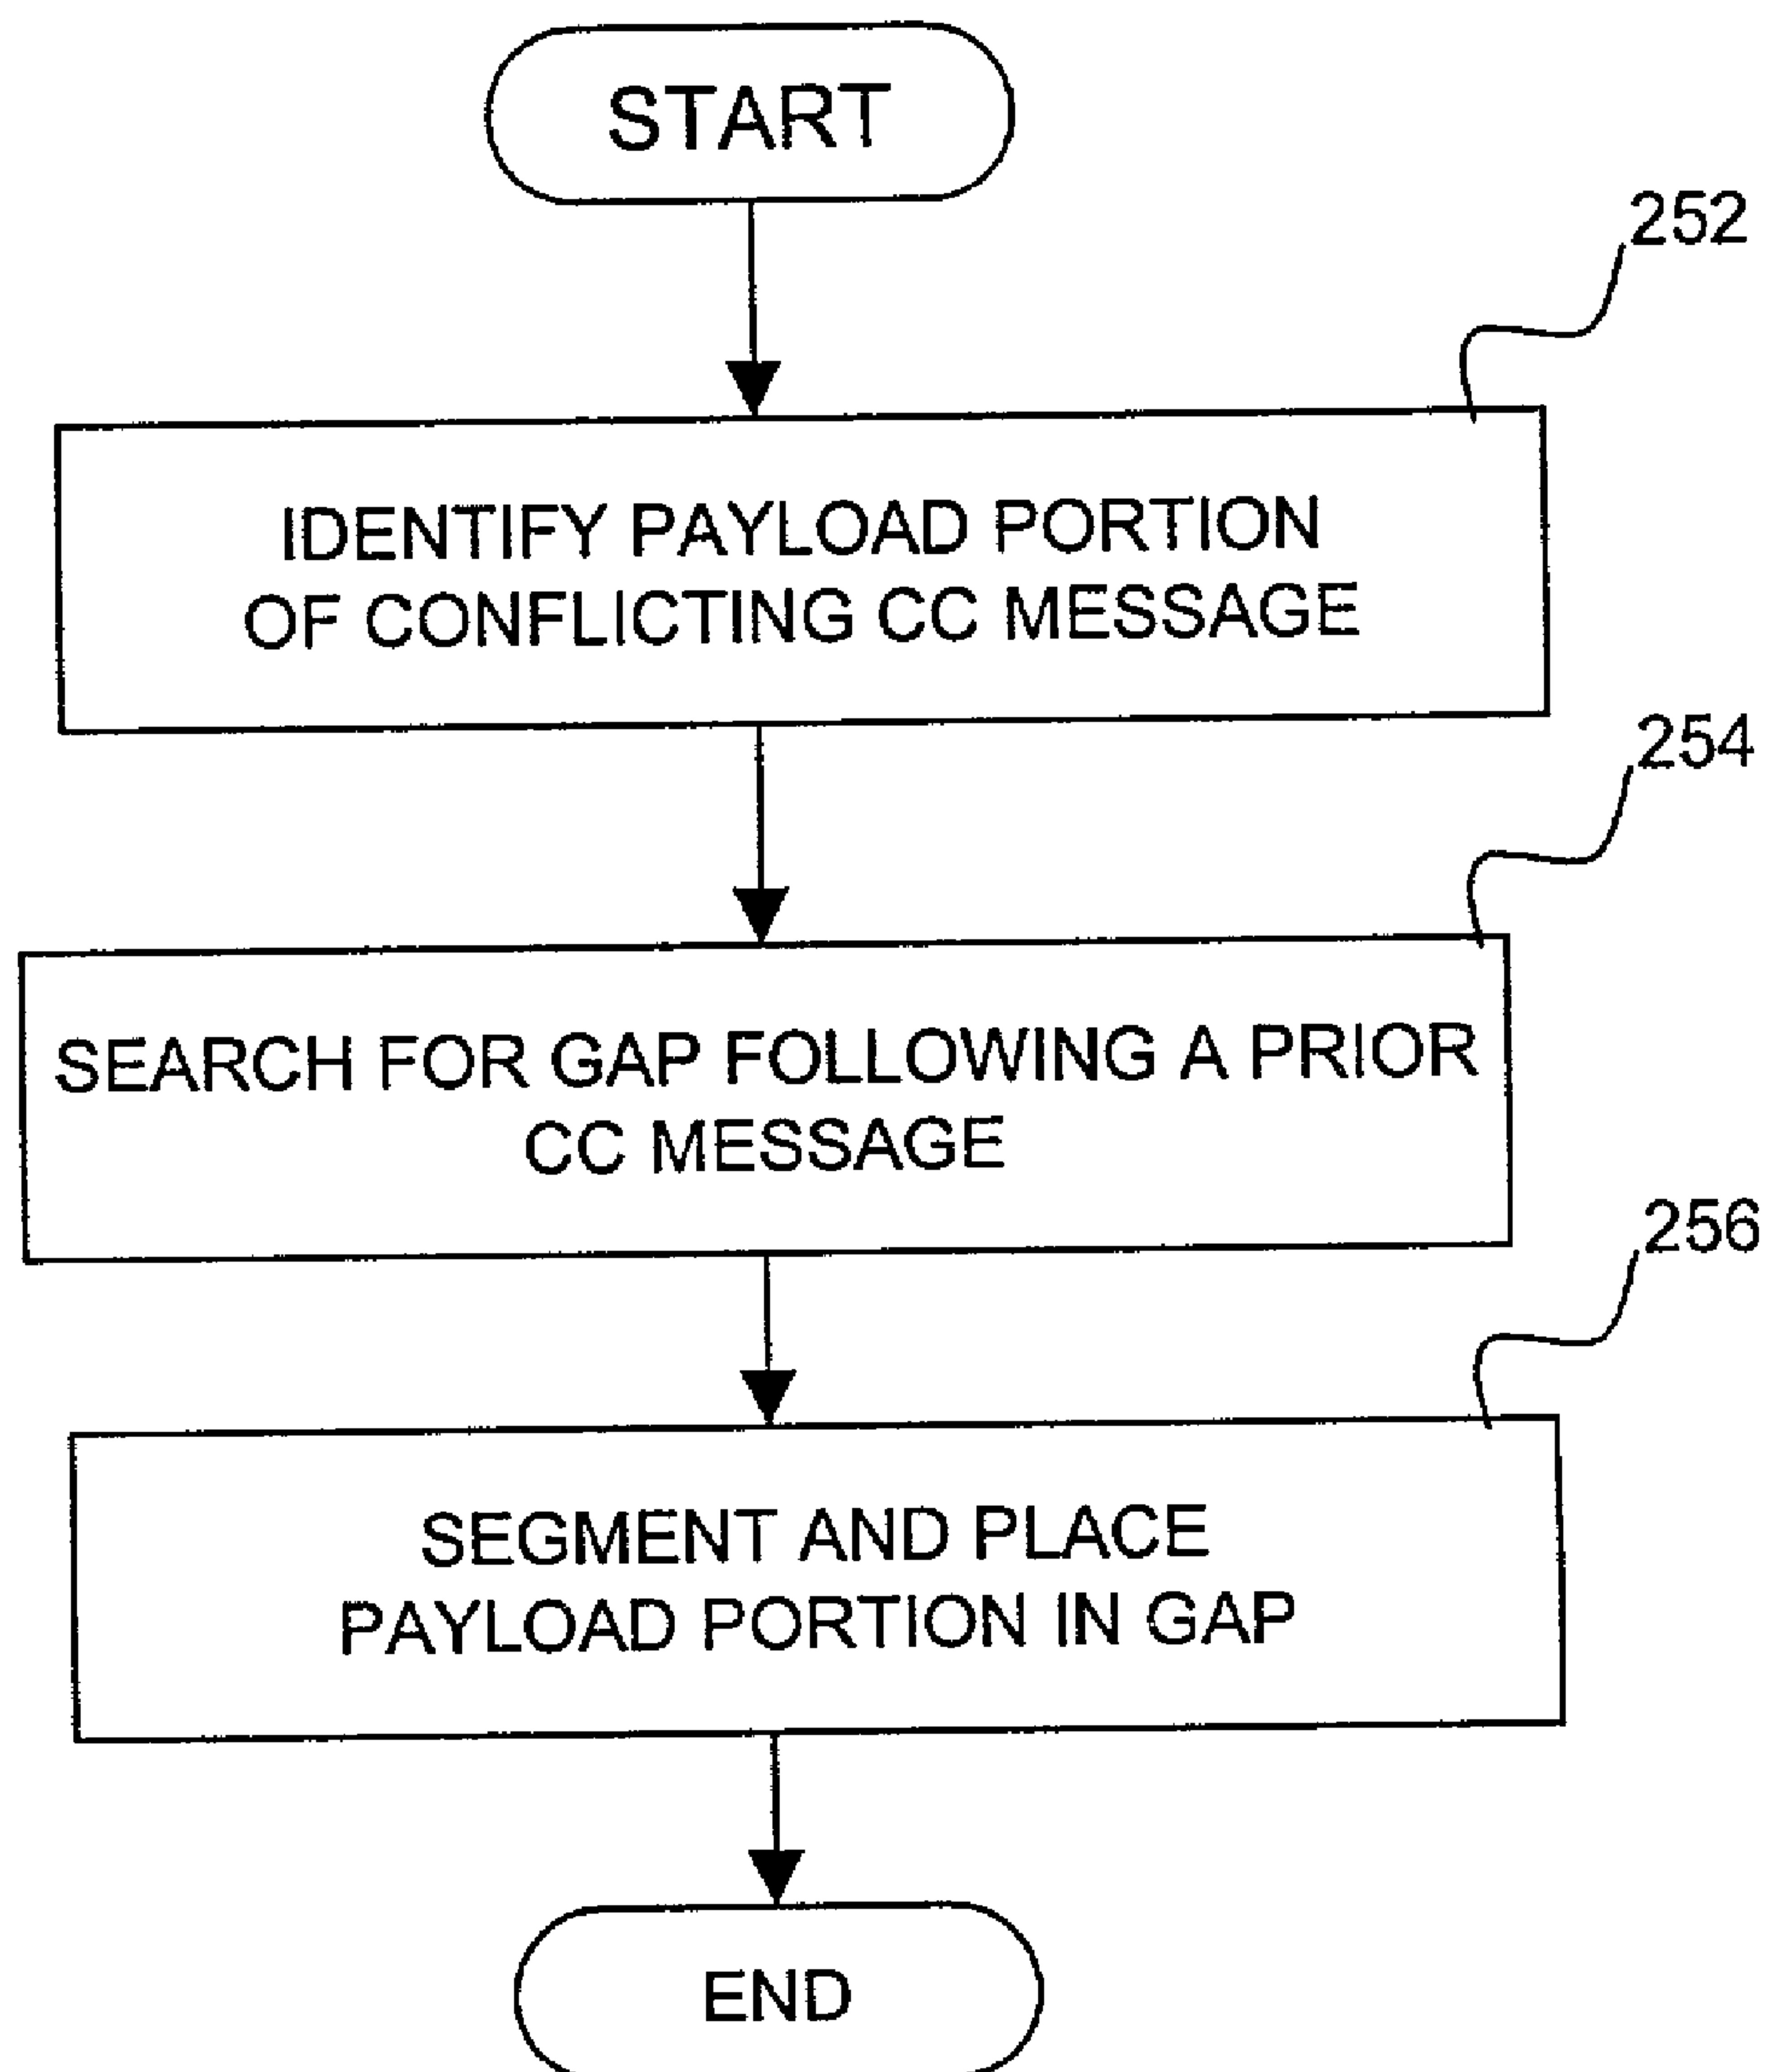 START
252
IDENTIFY PAYLOAD PORTION
OF CONFLICTING CC MESSAGE
254
SEARCH FOR GAP FOLLOWING A PRIOR
CC MESSAGE
256
SEGMENT AND PLACE
PAYLOAD PORTION IN GAP
END